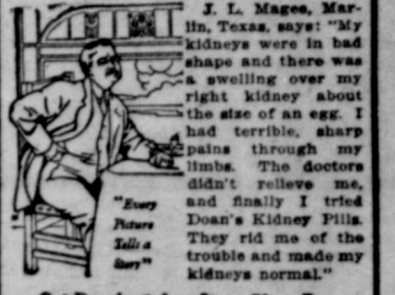 J. L. Magee, Mar-
lin, Texas, says: "My
kidneys were in bad
shape and there was
a swelling over my
right kidney about
the size of an egg. I
had terrible, sharp
pains through my
limbs. The doctors
didn't relieve me,
and finally I tried
Doan's Kidney Pills.
They rid me of the
trouble and made my
kidneys normal."
"Every
Picture
Tells a
Story"